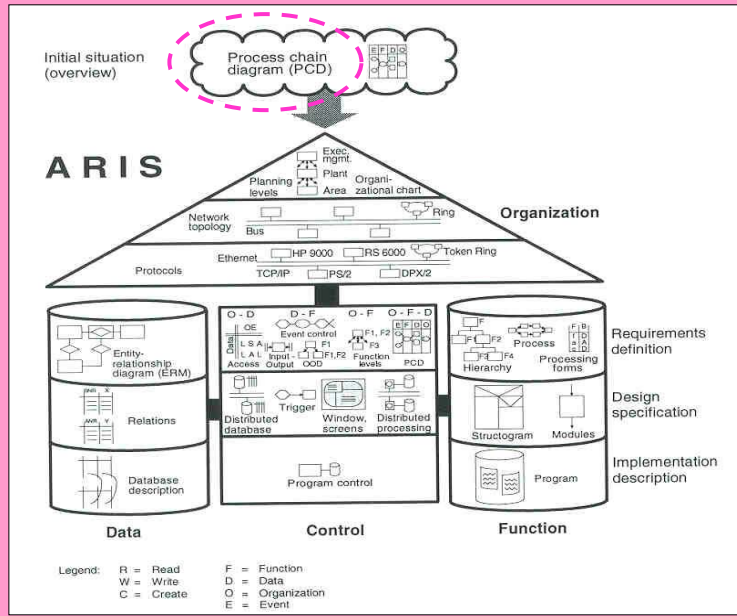 Initial situation
(overview)
Process chain
diagram (PCD)
E F D O
ARIS
Exec.
mgmt.
Planning
levels
Plant
Area
Organi-
zational chart
Organization
Network
topology
Bus
Ring
Protocols
Ethernet
HP 9000
RS 6000
Token Ring
TCP/IP
PS/2
DPX/2
Entity-
relationship
diagram (ERM)
Relations
Database
description
O - D
D - F
O - F
O - F - D
OE
Data
L S A
L A L
Access
Event control
Input -
Output
F1
F1, F2
OOD
F1, F2
F3
Function
levels
E F D O
PCD
Distributed
database
Trigger
Window,
screens
Distributed
processing
Program control
F
F1
F2
F3
F4
Hierarchy
Process
Processing
forms
Structogram
Modules
Program
Requirements
definition
Design
specification
Implementation
description
Data
Control
Function
Legend:
R = Read
W = Write
C = Create
F = Function
D = Data
O = Organization
E = Event